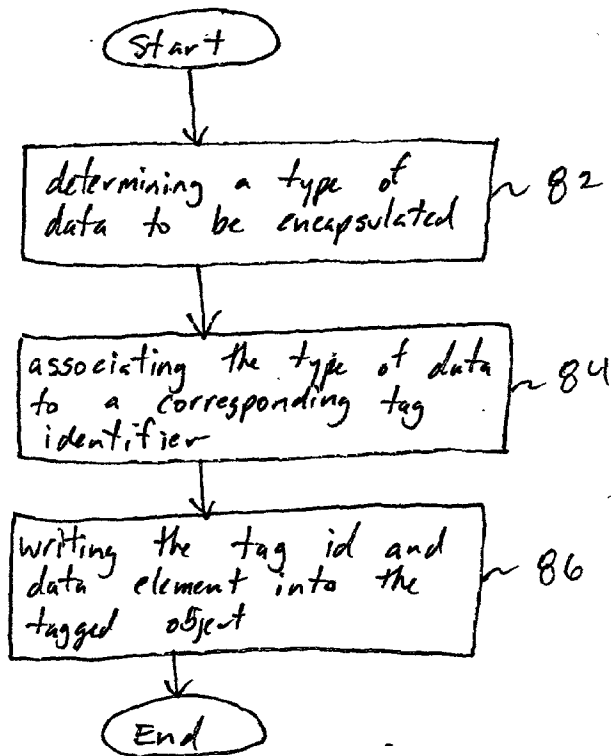 Start
determining a type of
data to be encapsulated
82
associating the type of data
to a corresponding tag
identifier
84
writing the tag id and
data element into the
tagged object
86
End